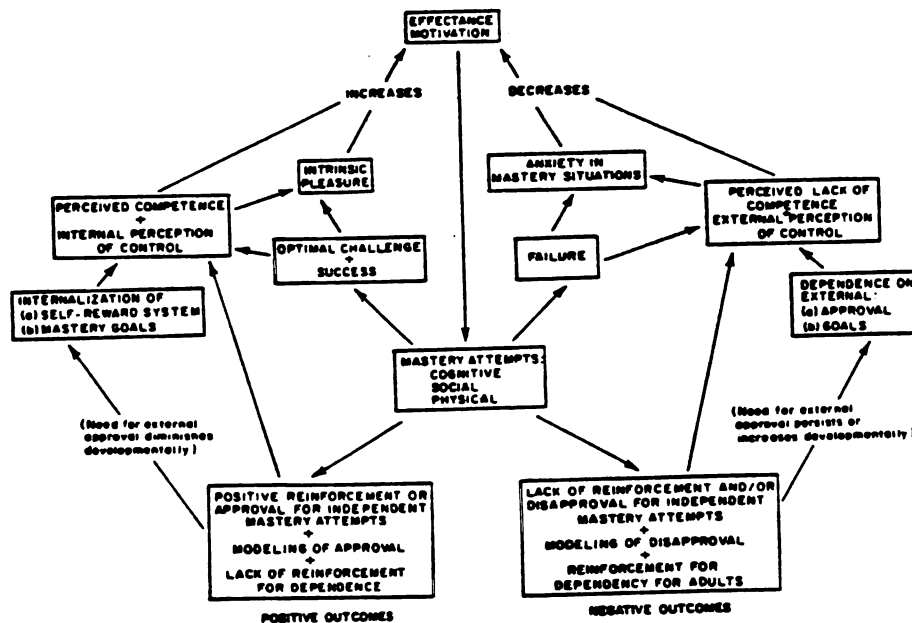 EFFECTANCE
MOTIVATION
INCREASES
DECREASES
INTRINSIC
PLEASURE
ANXIETY IN
MASTERY SITUATIONS
PERCEIVED COMPETENCE
+
INTERNAL PERCEPTION
OF CONTROL
PERCEIVED LACK OF
COMPETENCE
+
EXTERNAL PERCEPTION
OF CONTROL
OPTIMAL CHALLENGE
+
SUCCESS
FAILURE
INTERNALIZATION OF
(a) SELF-REWARD SYSTEM
(b) MASTERY GOALS
DEPENDENCE ON
EXTERNAL:
(a) APPROVAL
(b) GOALS
MASTERY ATTEMPTS:
COGNITIVE
SOCIAL
PHYSICAL
(Need for external
approval diminishes
developmentally)
(Need for external
approval persists or
increases developmentally)
POSITIVE REINFORCEMENT OR
APPROVAL FOR INDEPENDENT
MASTERY ATTEMPTS
+
MODELING OF APPROVAL
+
LACK OF REINFORCEMENT
FOR DEPENDENCE
LACK OF REINFORCEMENT AND/OR
DISAPPROVAL FOR INDEPENDENT
MASTERY ATTEMPTS
+
MODELING OF DISAPPROVAL
+
REINFORCEMENT FOR
DEPENDENCY FOR ADULTS
POSITIVE OUTCOMES
NEGATIVE OUTCOMES